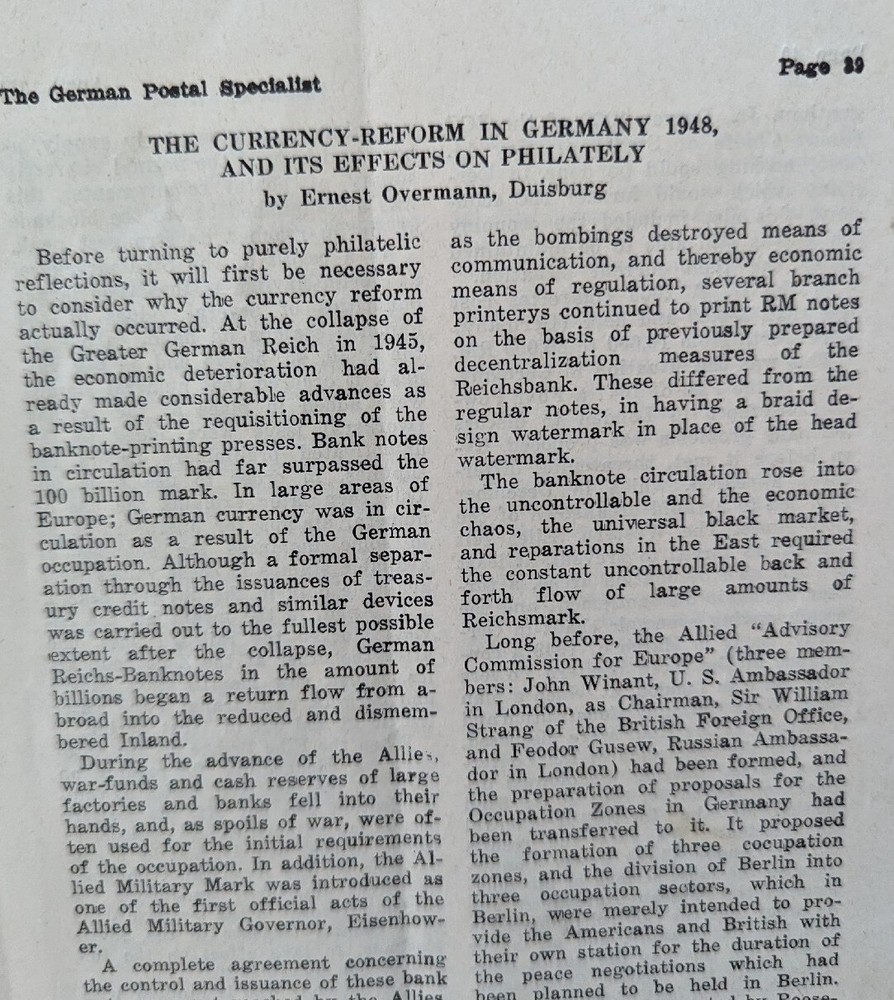 The German Postal Specialist
Page 39
THE CURRENCY-REFORM IN GERMANY 1948,
AND ITS EFFECTS ON PHILATELY
by Ernest Overmann, Duisburg
Before turning to purely philatelic
reflections, it will first be necessary
to consider why the currency reform
actually occurred. At the collapse of
the Greater German Reich in 1945,
the economic deterioration had al-
ready made considerable advances as
a result of the requisitioning of the
banknote-printing presses. Bank notes
in circulation had far surpassed the
100 billion mark. In large areas of
Europe; German currency was in cir-
culation as a result of the German
occupation. Although a formal separ-
ation through the issuances of treas-
ury credit notes and similar devices
was carried out to the fullest possible
extent after the collapse, German
Reichs-Banknotes in the amount of
billions began a return flow from a-
broad into the reduced and dismem-
bered Inland.
During the advance of the Allies,
war-funds and cash reserves of large
factories and banks fell into their
hands, and, as spoils of war, were of-
ten used for the initial requirements
of the occupation. In addition, the Al-
lied Military Mark was introduced as
one of the first official acts of the
Allied Military Governor, Eisenhow-
er.
A complete agreement concerning
the control and issuance of these bank
the Allies
as the bombings destroyed means of
communication, and thereby economic
means of regulation, several branch
printerys continued to print RM notes
on the basis of previously prepared
decentralization measures of the
Reichsbank. These differed from the
regular notes, in having a braid de-
sign watermark in place of the head
watermark.
The banknote circulation rose into
the uncontrollable and the economic
chaos, the universal black market,
and reparations in the East required
the constant uncontrollable back and
forth flow of large amounts of
Reichsmark.
Long before, the Allied "Advisory
Commission for Europe" (three mem-
bers: John Winant, U. S. Ambassador
in London, as Chairman, Sir William
Strang of the British Foreign Office,
and Feodor Gusew, Russian Ambassa-
dor in London) had been formed, and
the preparation of proposals for the
Occupation Zones in Germany had
been transferred to it. It proposed
the formation of three cocupation
zones, and the division of Berlin into
three occupation sectors, which in
Berlin, were merely intended to pro-
vide the Americans and British with
their own station for the duration of
the peace negotiations which had
been planned to be held in Berlin.